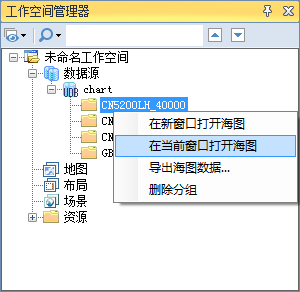 工作空间管理器
未命名工作空间
数据源
UDB chart
CN5200LH_40000
CN
CN
GB
在新窗口打开海图
在当前窗口打开海图
导出海图数据...
删除分组
地图
布局
场景
资源